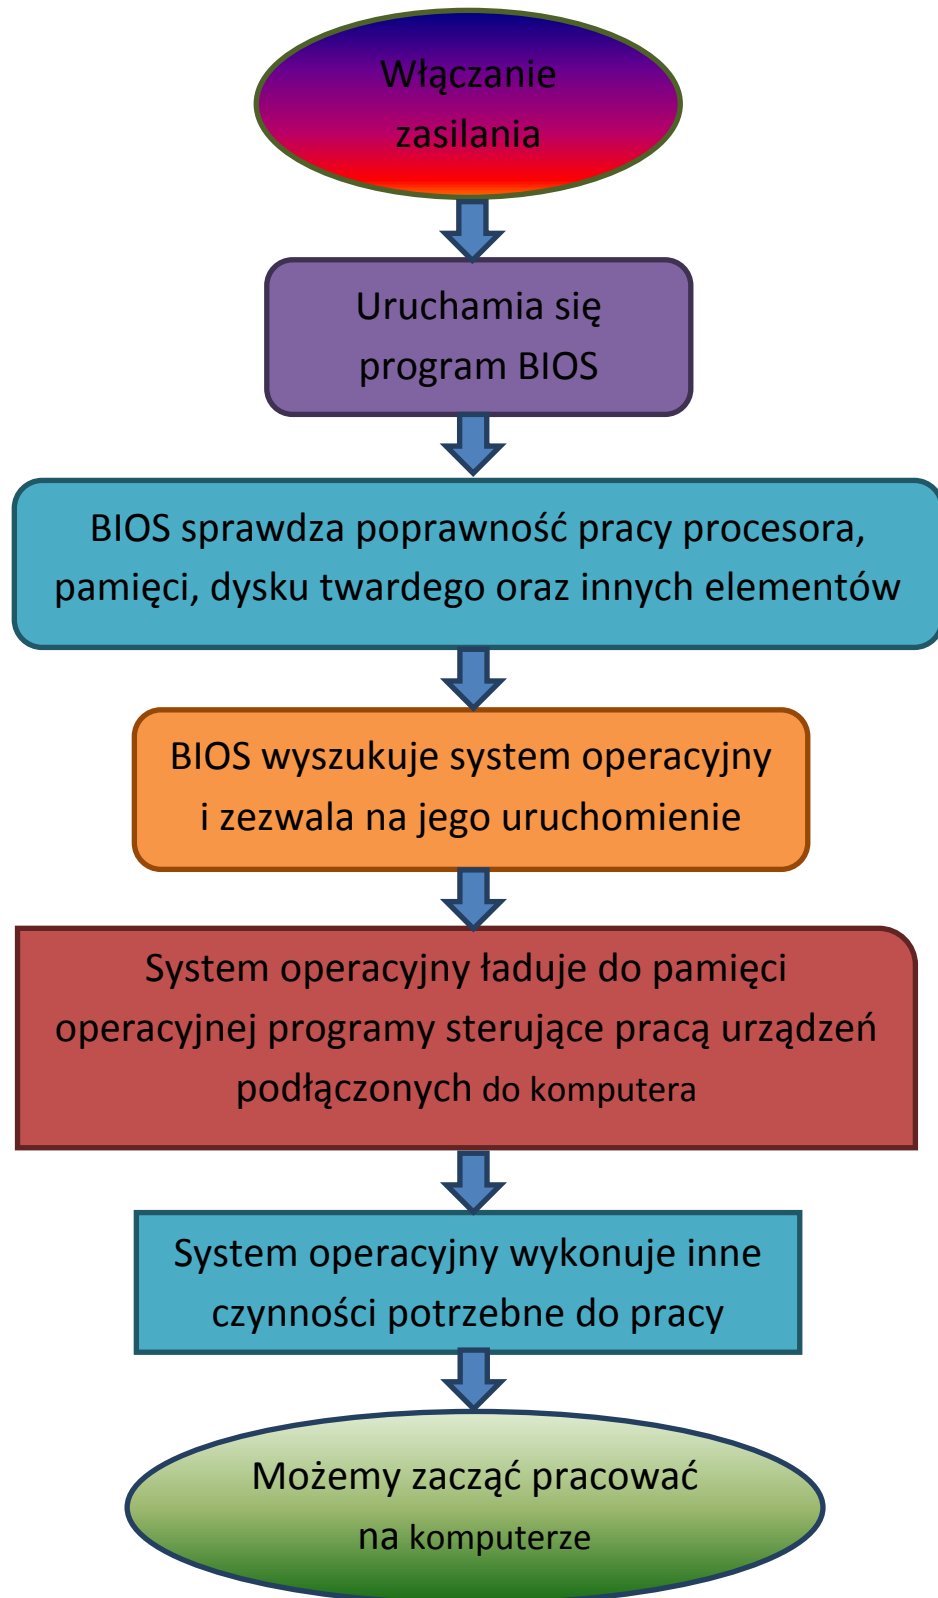 Włączanie
zasilania
Uruchamia się
program BIOS
BIOS sprawdza poprawność pracy procesora,
pamięci, dysku twardego oraz innych elementów
BIOS wyszukuje system operacyjny
i zezwala na jego uruchomienie
System operacyjny ładuje do pamięci
operacyjnej programy sterujące pracą urządzeń
podłączonych do komputera
System operacyjny wykonuje inne
czynności potrzebne do pracy
Możemy zacząć pracować
na komputerze